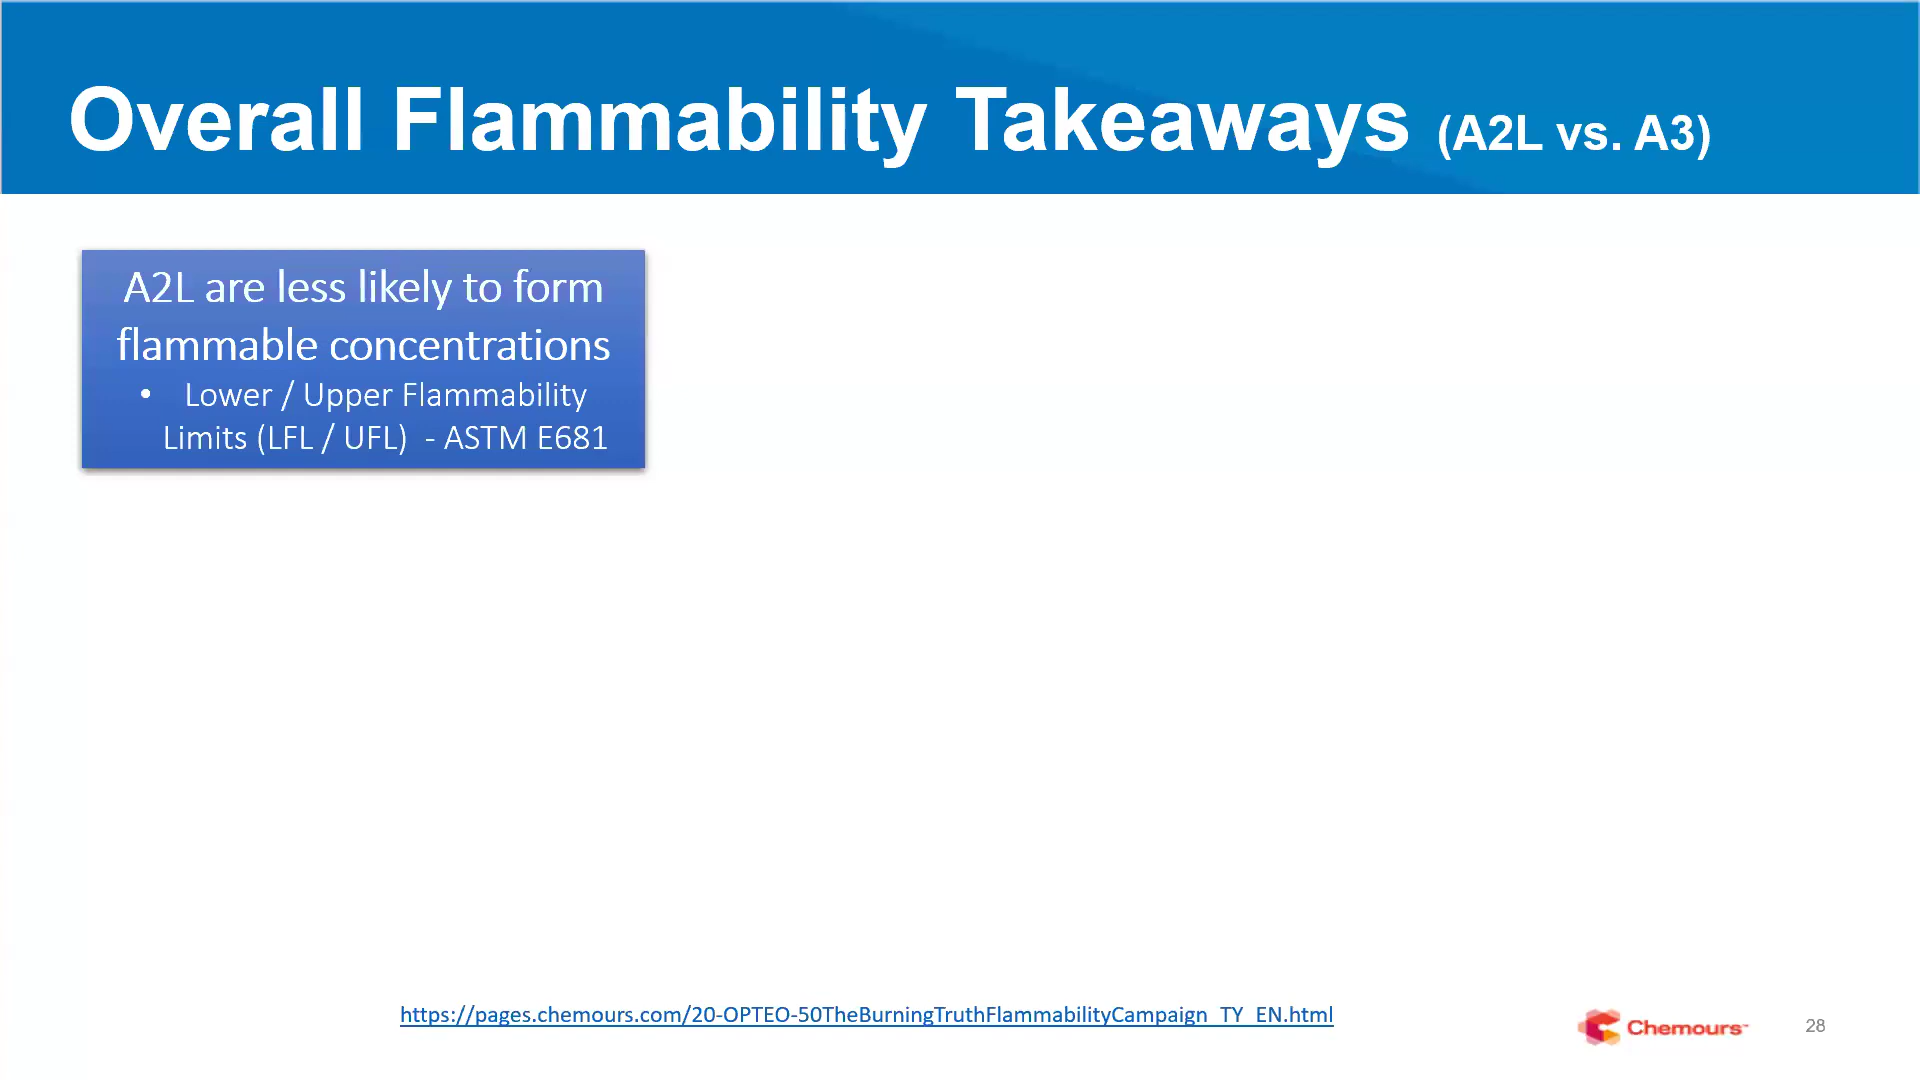 Overall Flammability Takeaways (A2L vs. A3)
A2L are less likely to form
flammable concentrations
• Lower / Upper Flammability
Limits (LFL / UFL) - ASTM E681
https://pages.chemours.com/20-OPTEO-50TheBurningTruthFlammabilityCampaign_TY_EN.html
Chemours™
28